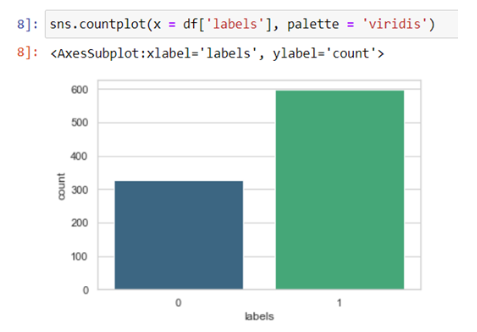 8]: sns.countplot(x = df['labels'], palette = 'viridis')
8]: <AxesSubplot:xlabel='labels', ylabel='count'>
600
500
400
300
200
100
0
count
0 1
labels